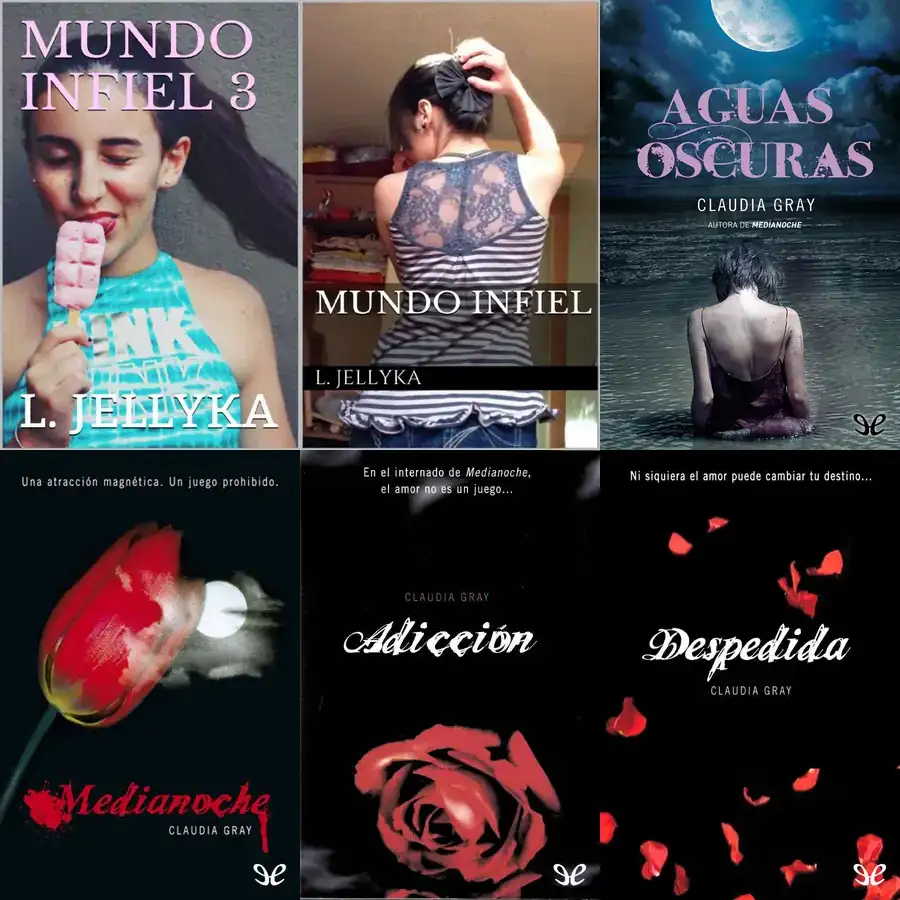 MUNDO
INFIEL 3
L. JELLYKA
MUNDO INFIEL
L. JELLYKA
AGUAS
OSCURAS
CLAUDIA GRAY
AUTORA DE MEDIANOCHE
Una atracción magnética. Un juego prohibido.
Medianoche
CLAUDIA GRAY
En el internado de Medianoche,
el amor no es un juego...
CLAUDIA GRAY
Adicción
Ni siquiera el amor puede cambiar tu destino...
Despedida
CLAUDIA GRAY